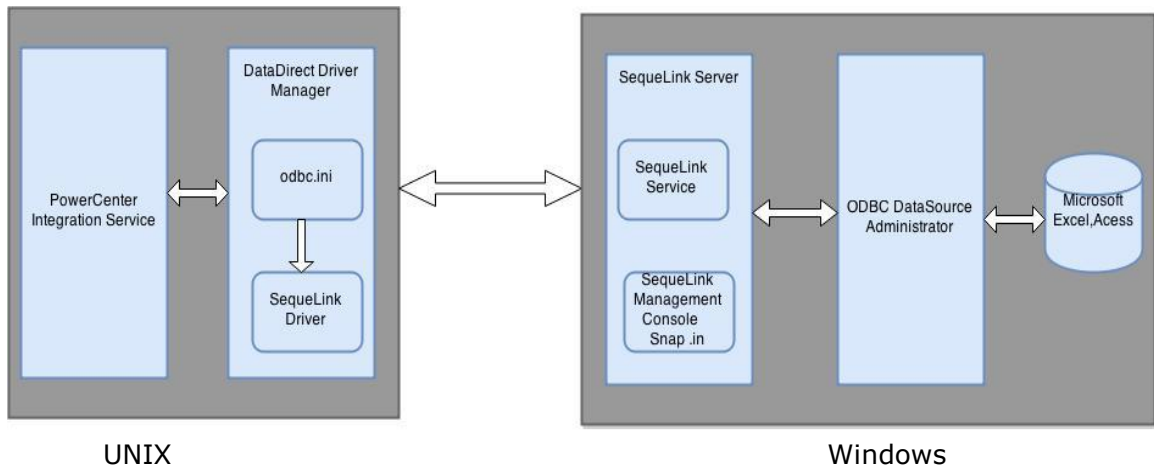 PowerCenter
Integration Service
DataDirect Driver
Manager
odbc.ini
SequeLink
Driver
SequeLink Server
SequeLink
Service
SequeLink
Management
Console
Snap .in
ODBC DataSource
Administrator
Microsoft
Excel,Acess
UNIX
Windows